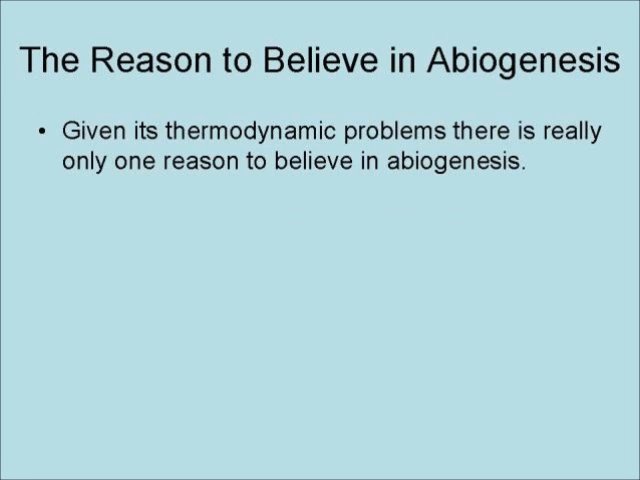 The Reason to Believe in Abiogenesis
• Given its thermodynamic problems there is really
only one reason to believe in abiogenesis.